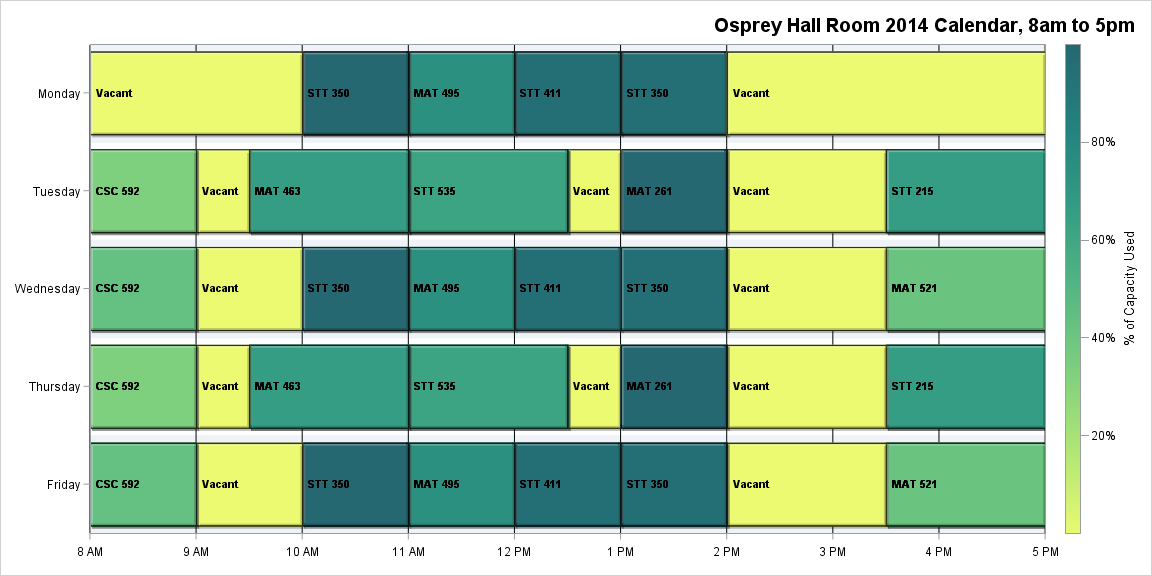 Osprey Hall Room 2014 Calendar, 8am to 5pm
Monday
Vacant
STT 350
MAT 495
STT 411
STT 350
Vacant
Tuesday
CSC 592
Vacant
MAT 463
STT 535
Vacant
MAT 261
Vacant
STT 215
Wednesday
CSC 592
Vacant
STT 350
MAT 495
STT 411
STT 350
Vacant
MAT 521
Thursday
CSC 592
Vacant
MAT 463
STT 535
Vacant
MAT 261
Vacant
STT 215
Friday
CSC 592
Vacant
STT 350
MAT 495
STT 411
STT 350
Vacant
MAT 521
8 AM
9 AM
10 AM
11 AM
12 PM
1 PM
2 PM
3 PM
4 PM
5 PM
80%
60%
40%
20%
% of Capacity Used